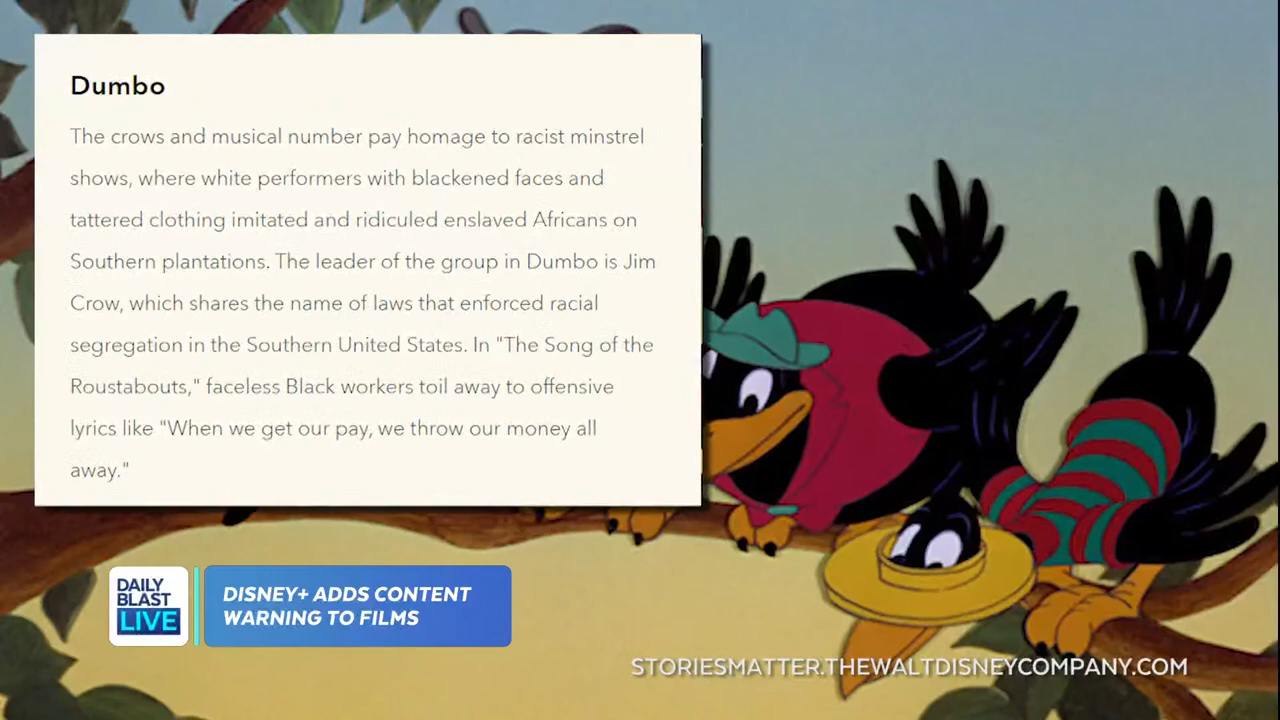 Dumbo
The crows and musical number pay homage to racist minstrel
shows, where white performers with blackened faces and
tattered clothing imitated and ridiculed enslaved Africans on
Southern plantations. The leader of the group in Dumbo is Jim
Crow, which shares the name of laws that enforced racial
segregation in the Southern United States. In "The Song of the
Roustabouts," faceless Black workers toil away to offensive
lyrics like "When we get our pay, we throw our money all
away."
DAILY
BLAST
LIVE
DISNEY+ ADDS CONTENT
WARNING TO FILMS
STORIESMATTER.THEWALTDISNEYCOMPANY.COM